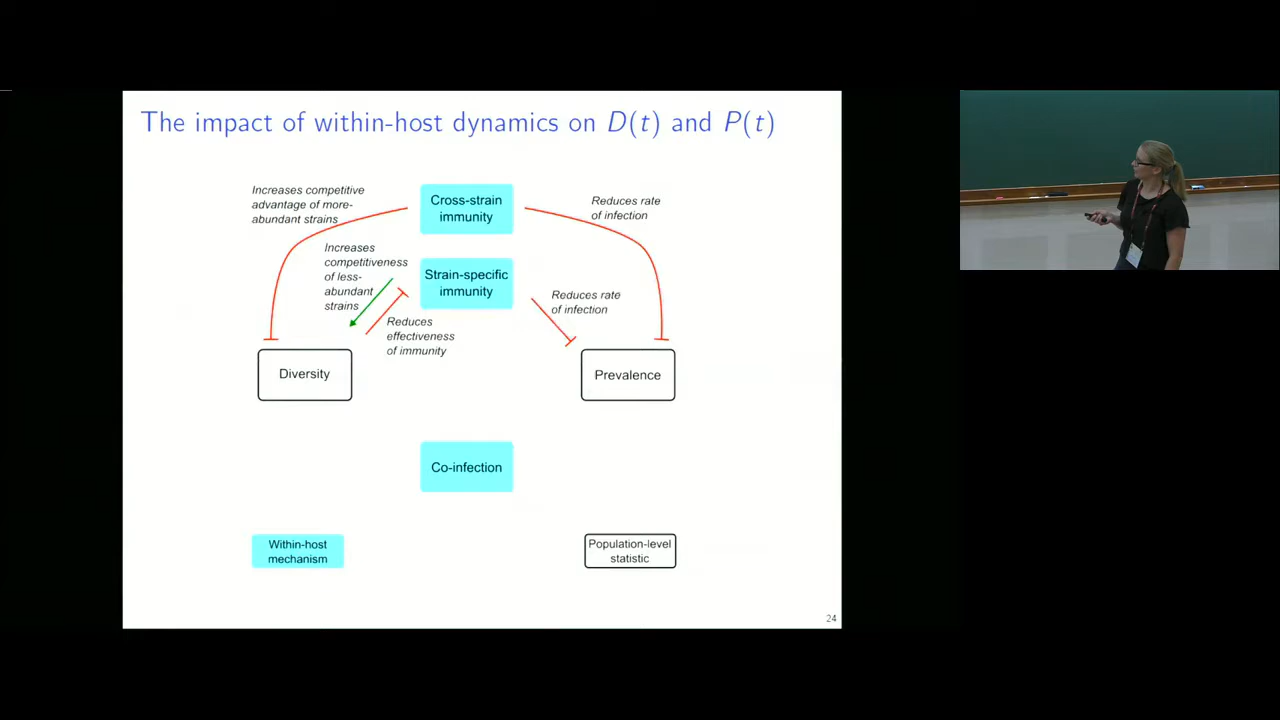 The impact of within-host dynamics on D(t) and P(t)
Increases competitive
advantage of more-
abundant strains
Cross-strain
immunity
Reduces rate
of infection
Increases
competitiveness
of less-
abundant
strains
Strain-specific
immunity
Reduces rate
of infection
Reduces
effectiveness
of immunity
Diversity
Prevalence
Co-infection
Within-host
mechanism
Population-level
statistic
24